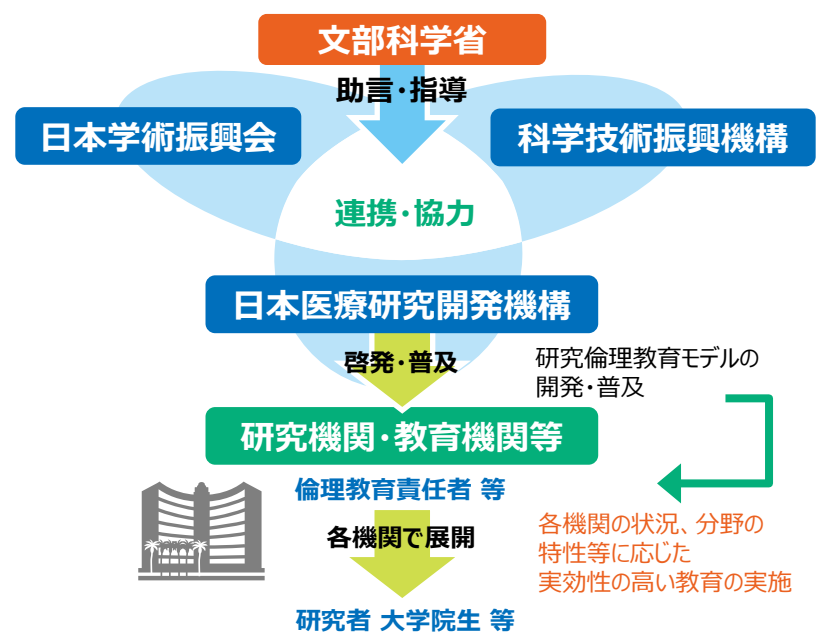 文部科学省
助言・指導
日本学術振興会
科学技術振興機構
連携・協力
日本医療研究開発機構
啓発・普及
研究倫理教育モデルの
開発・普及
研究機関・教育機関等
倫理教育責任者 等
各機関で展開
各機関の状況、分野の
特性等に応じた
実効性の高い教育の実施
研究者 大学院生 等